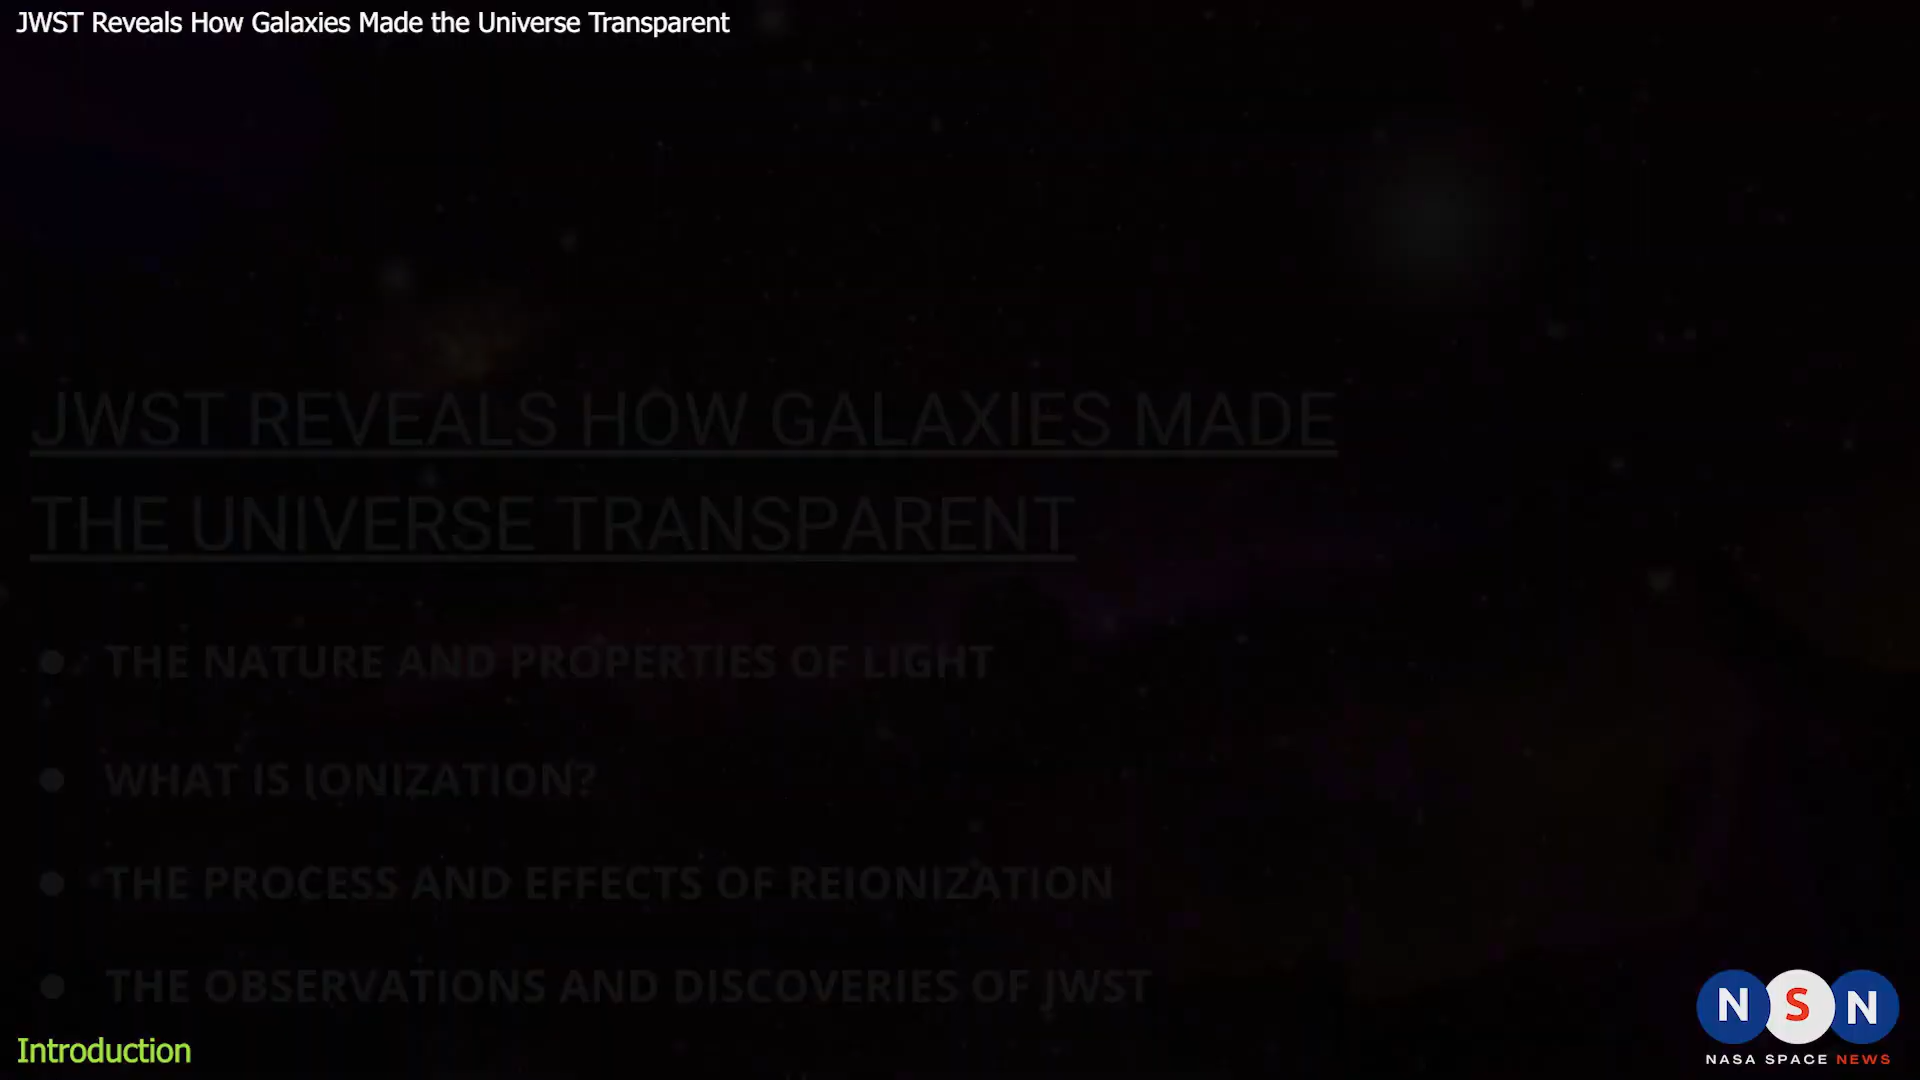 JWST Reveals How Galaxies Made the Universe Transparent
JWST REVEALS HOW GALAXIES MADE
THE UNIVERSE TRANSPARENT
● THE NATURE AND PROPERTIES OF LIGHT
● WHAT IS IONIZATION?
● THE PROCESS AND EFFECTS OF REIONIZATION
● THE OBSERVATIONS AND DISCOVERIES OF JWST
Introduction
NSN
NASA SPACE NEWS